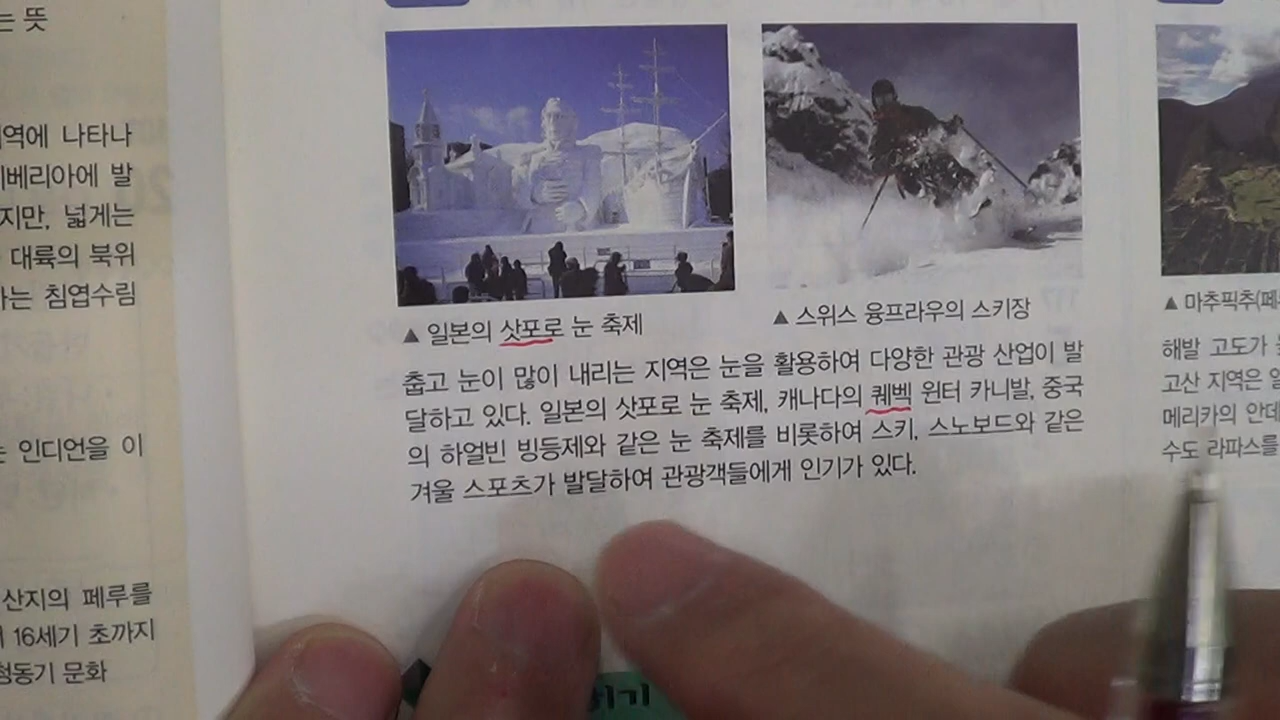 는 뜻
역에 나타나
베리아에 발
지만, 넓게는
대륙의 북위
는 침엽수림
인디언을 이
산지의 페루를
16세기 초까지
청동기 문화
▲ 일본의 삿포로 눈 축제
▲ 스위스 융프라우의 스키장
춥고 눈이 많이 내리는 지역은 눈을 활용하여 다양한 관광 산업이 발
달하고 있다. 일본의 삿포로 눈 축제, 캐나다의 퀘벡 윈터 카니발, 중국
의 하얼빈 빙등제와 같은 눈 축제를 비롯하여 스키, 스노보드와 같은
겨울 스포츠가 발달하여 관광객들에게 인기가 있다.
▲ 마추픽추(페
해발 고도가
고산 지역은
메리카의 안데
수도 라파스를